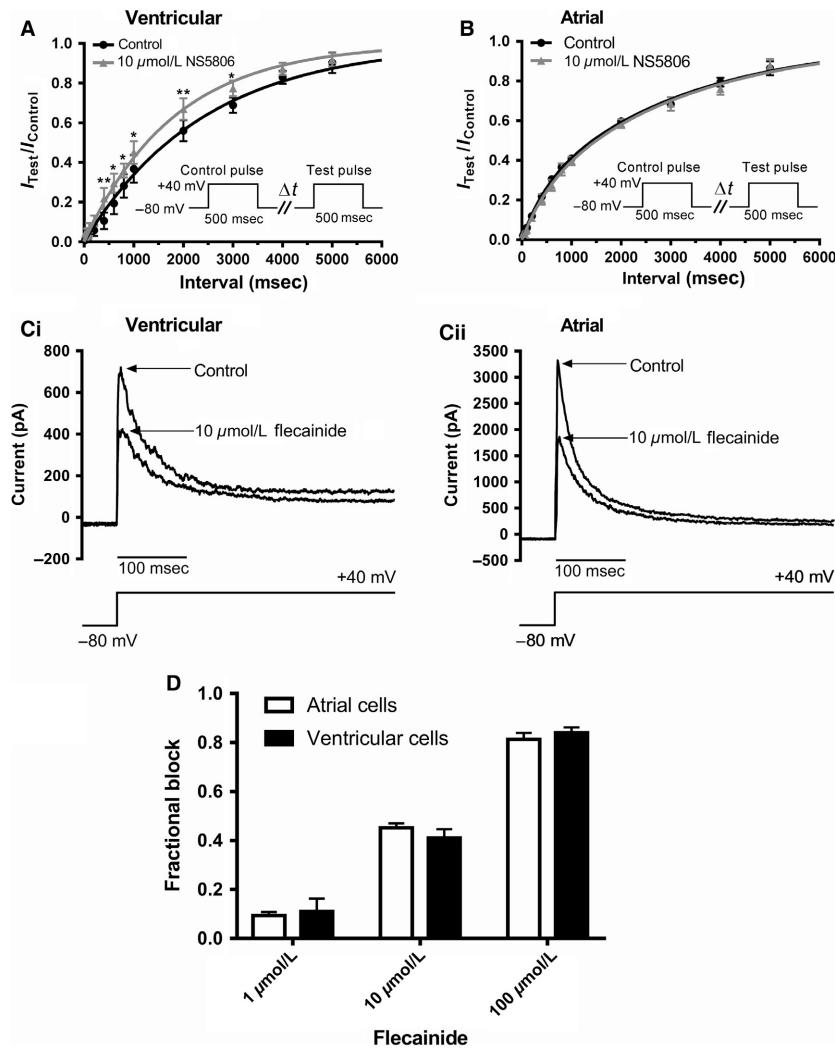 A
Ventricular
Control
10 µmol/L NS5806
I_Test/I_Control
1.0
0.8
0.6
0.4
0.2
0.0
** * * * ** *
Control pulse
Test pulse
+40 mV
Δt
–80 mV
500 msec
500 msec
0 1000 2000 3000 4000 5000 6000
Interval (msec)
B
Atrial
Control
10 µmol/L NS5806
I_Test/I_Control
1.0
0.8
0.6
0.4
0.2
0.0
Control pulse
Test pulse
+40 mV
Δt
–80 mV
500 msec
500 msec
0 1000 2000 3000 4000 5000 6000
Interval (msec)
Ci
Ventricular
Current (pA)
800
600
400
200
0
–200
Control
10 µmol/L flecainide
100 msec
+40 mV
–80 mV
Cii
Atrial
Current (pA)
3500
3000
2500
2000
1500
1000
500
0
–500
Control
10 µmol/L flecainide
100 msec
+40 mV
–80 mV
D
Fractional block
1.0
0.8
0.6
0.4
0.2
0.0
Atrial cells
Ventricular cells
1 µmol/L
10 µmol/L
100 µmol/L
Flecainide